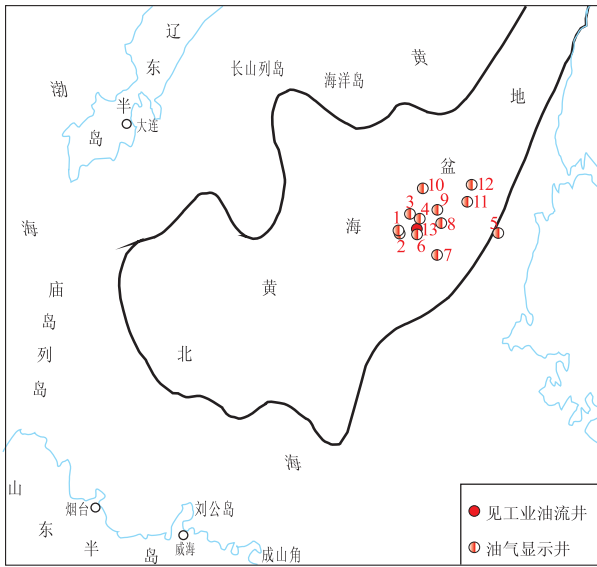 辽
东
半
岛
大连
渤
海
长山列岛
海洋岛
黄
海
北
黄
海
盆
地
10
12
3
9
11
4
1
8
5
13
2
6
7
庙
岛
列
岛
山
东
半
岛
烟台
刘公岛
威海
成山角
见工业油流井
油气显示井